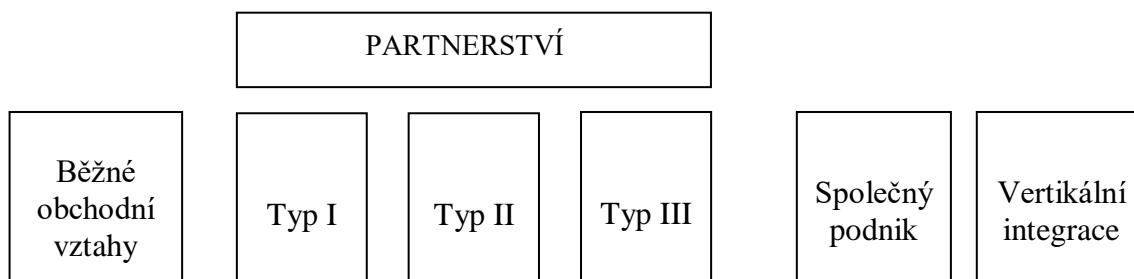 PARTNERSTVÍ
Běžné
obchodní
vztahy
Typ I
Typ II
Typ III
Společný
podnik
Vertikální
integrace